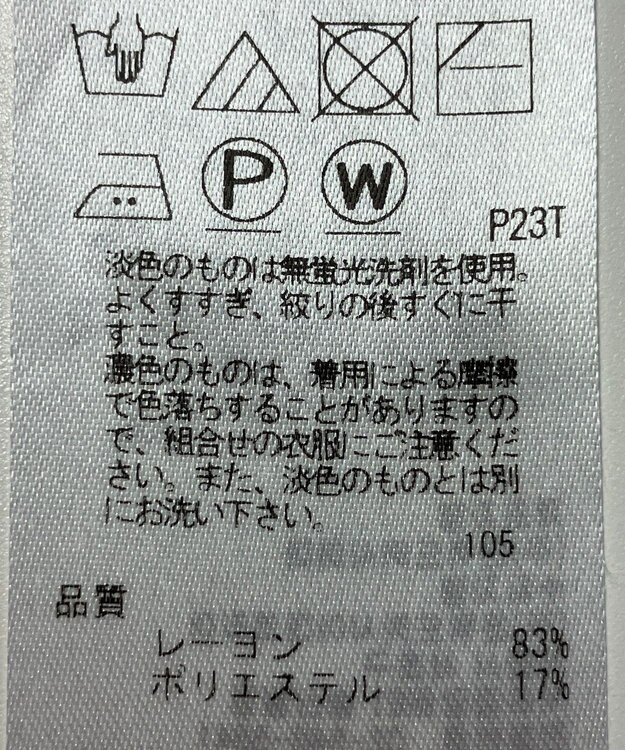 P W
P23T
淡色のものは無蛍光洗剤を使用。
よくすすぎ、絞りの後すぐに干
すこと。
濃色のものは、着用による摩擦
で色落ちすることがありますの
で、組合せの衣服にご注意くだ
さい。また、淡色のものとは別
にお洗い下さい。
105
品質
レーヨン 83%
ポリエステル 17%